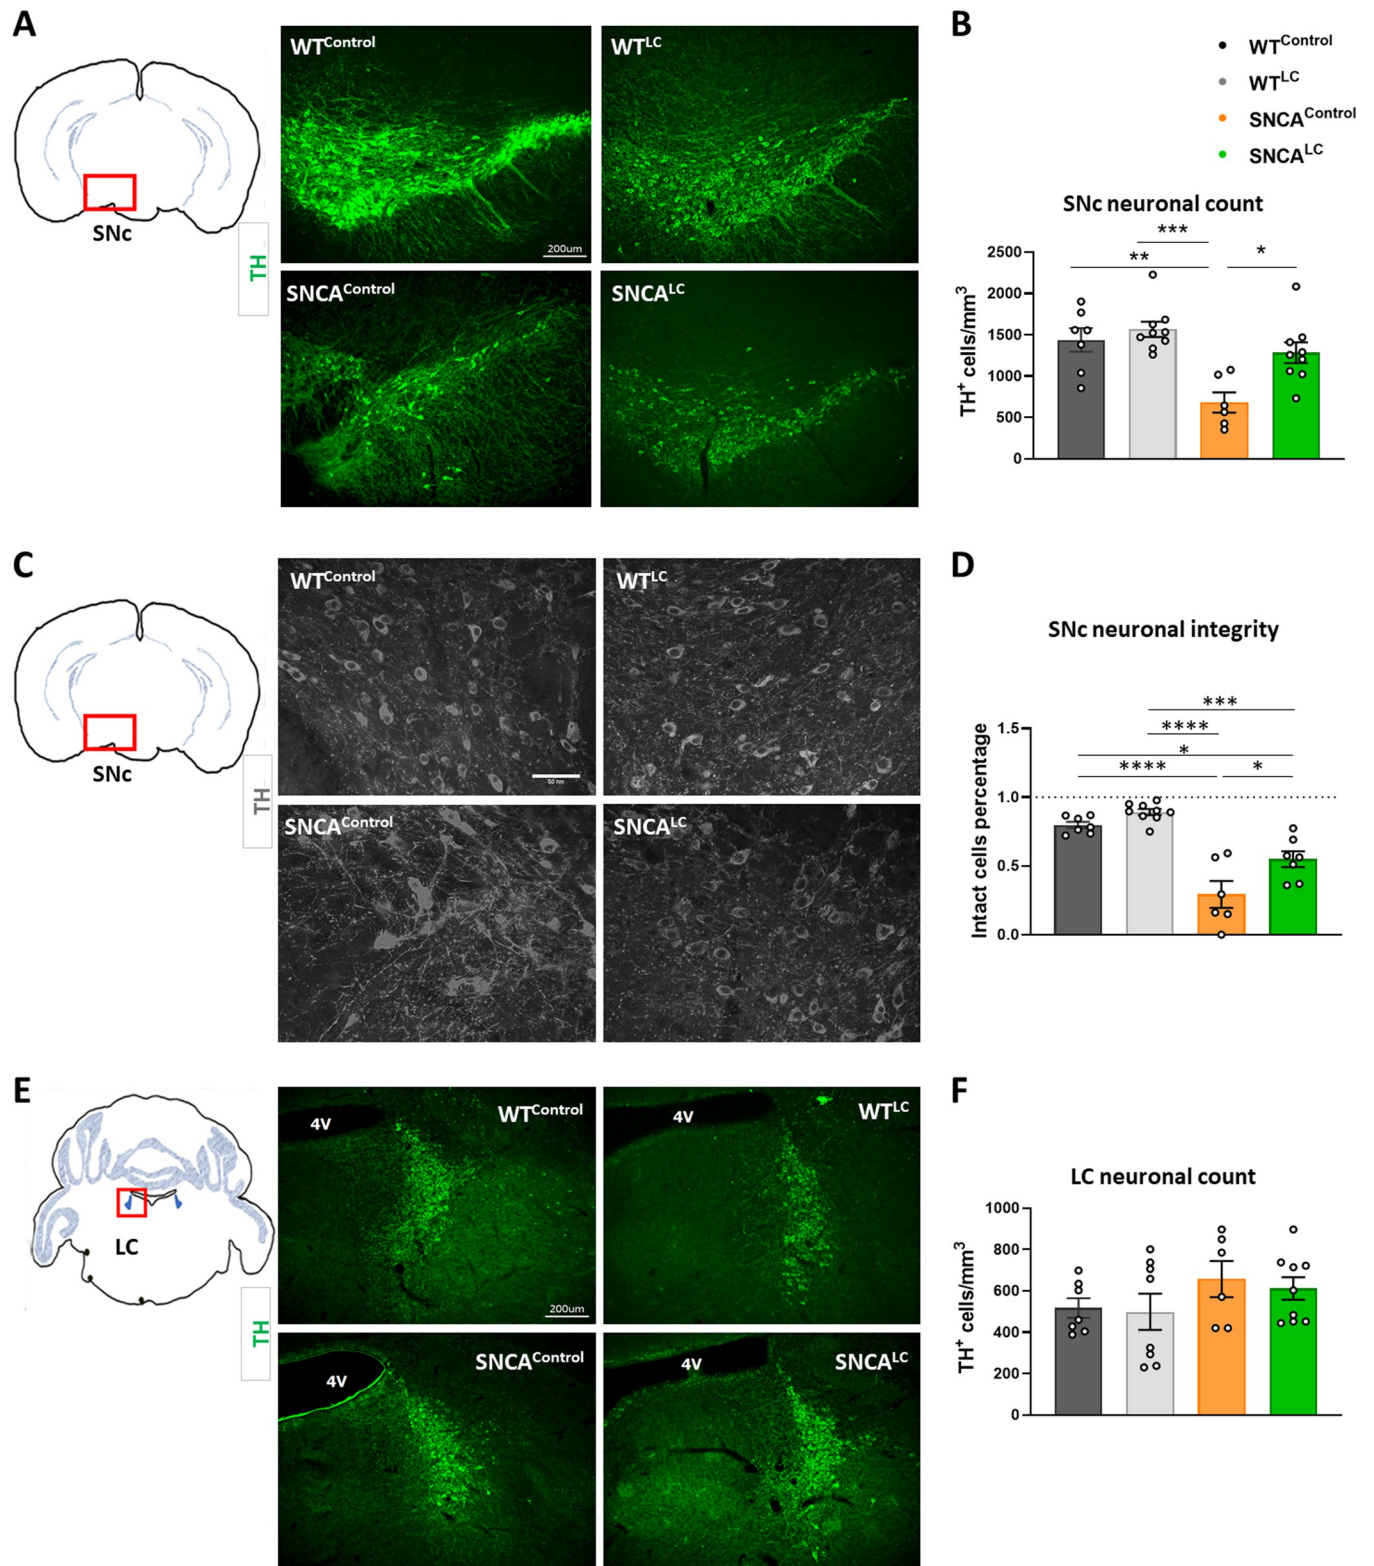 A
WTControl
WTLC
SNc
TH
200um
SNCAControl
SNCALC
B
WTControl
WTLC
SNCAControl
SNCALC
SNc neuronal count
***
**
*
TH+ cells/mm3
2500
2000
1500
1000
500
0
C
WTControl
WTLC
SNc
TH
50 nm
SNCAControl
SNCALC
D
SNc neuronal integrity
***
****
*
****
*
Intact cells percentage
1.5
1.0
0.5
0.0
E
4V
WTControl
4V
WTLC
LC
TH
200um
SNCAControl
4V
4V
SNCALC
F
LC neuronal count
TH+ cells/mm3
1000
800
600
400
200
0